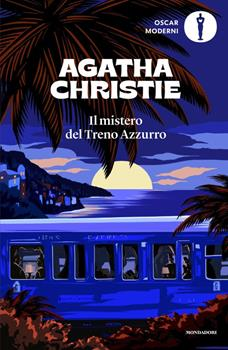 OSCAR
MODERNI
AGATHA
CHRISTIE
Il mistero
del Treno Azzurro
MONDADORI